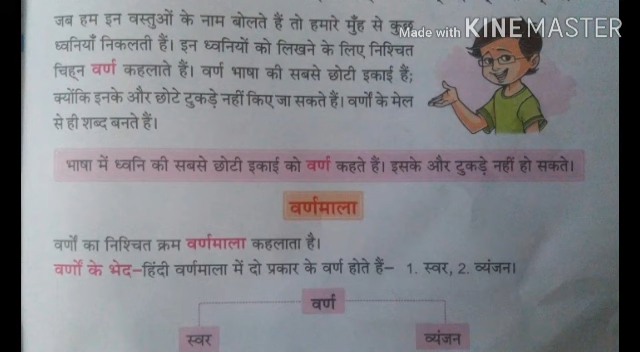 जब हम इन वस्तुओं के नाम बोलते हैं तो हमारे मुँह से कुछ
Made with KINEMASTER
ध्वनियाँ निकलती हैं। इन ध्वनियों को लिखने के लिए निश्चित
चिह्न वर्ण कहलाते हैं। वर्ण भाषा की सबसे छोटी इकाई हैं;
क्योंकि इनके और छोटे टुकड़े नहीं किए जा सकते हैं। वर्णों के मेल
से ही शब्द बनते हैं।
भाषा में ध्वनि की सबसे छोटी इकाई को वर्ण कहते हैं। इसके और टुकड़े नहीं हो सकते।
वर्णमाला
वर्णों का निश्चित क्रम वर्णमाला कहलाता है।
वर्णों के भेद–हिंदी वर्णमाला में दो प्रकार के वर्ण होते हैं– 1. स्वर, 2. व्यंजन।
वर्ण
स्वर व्यंजन